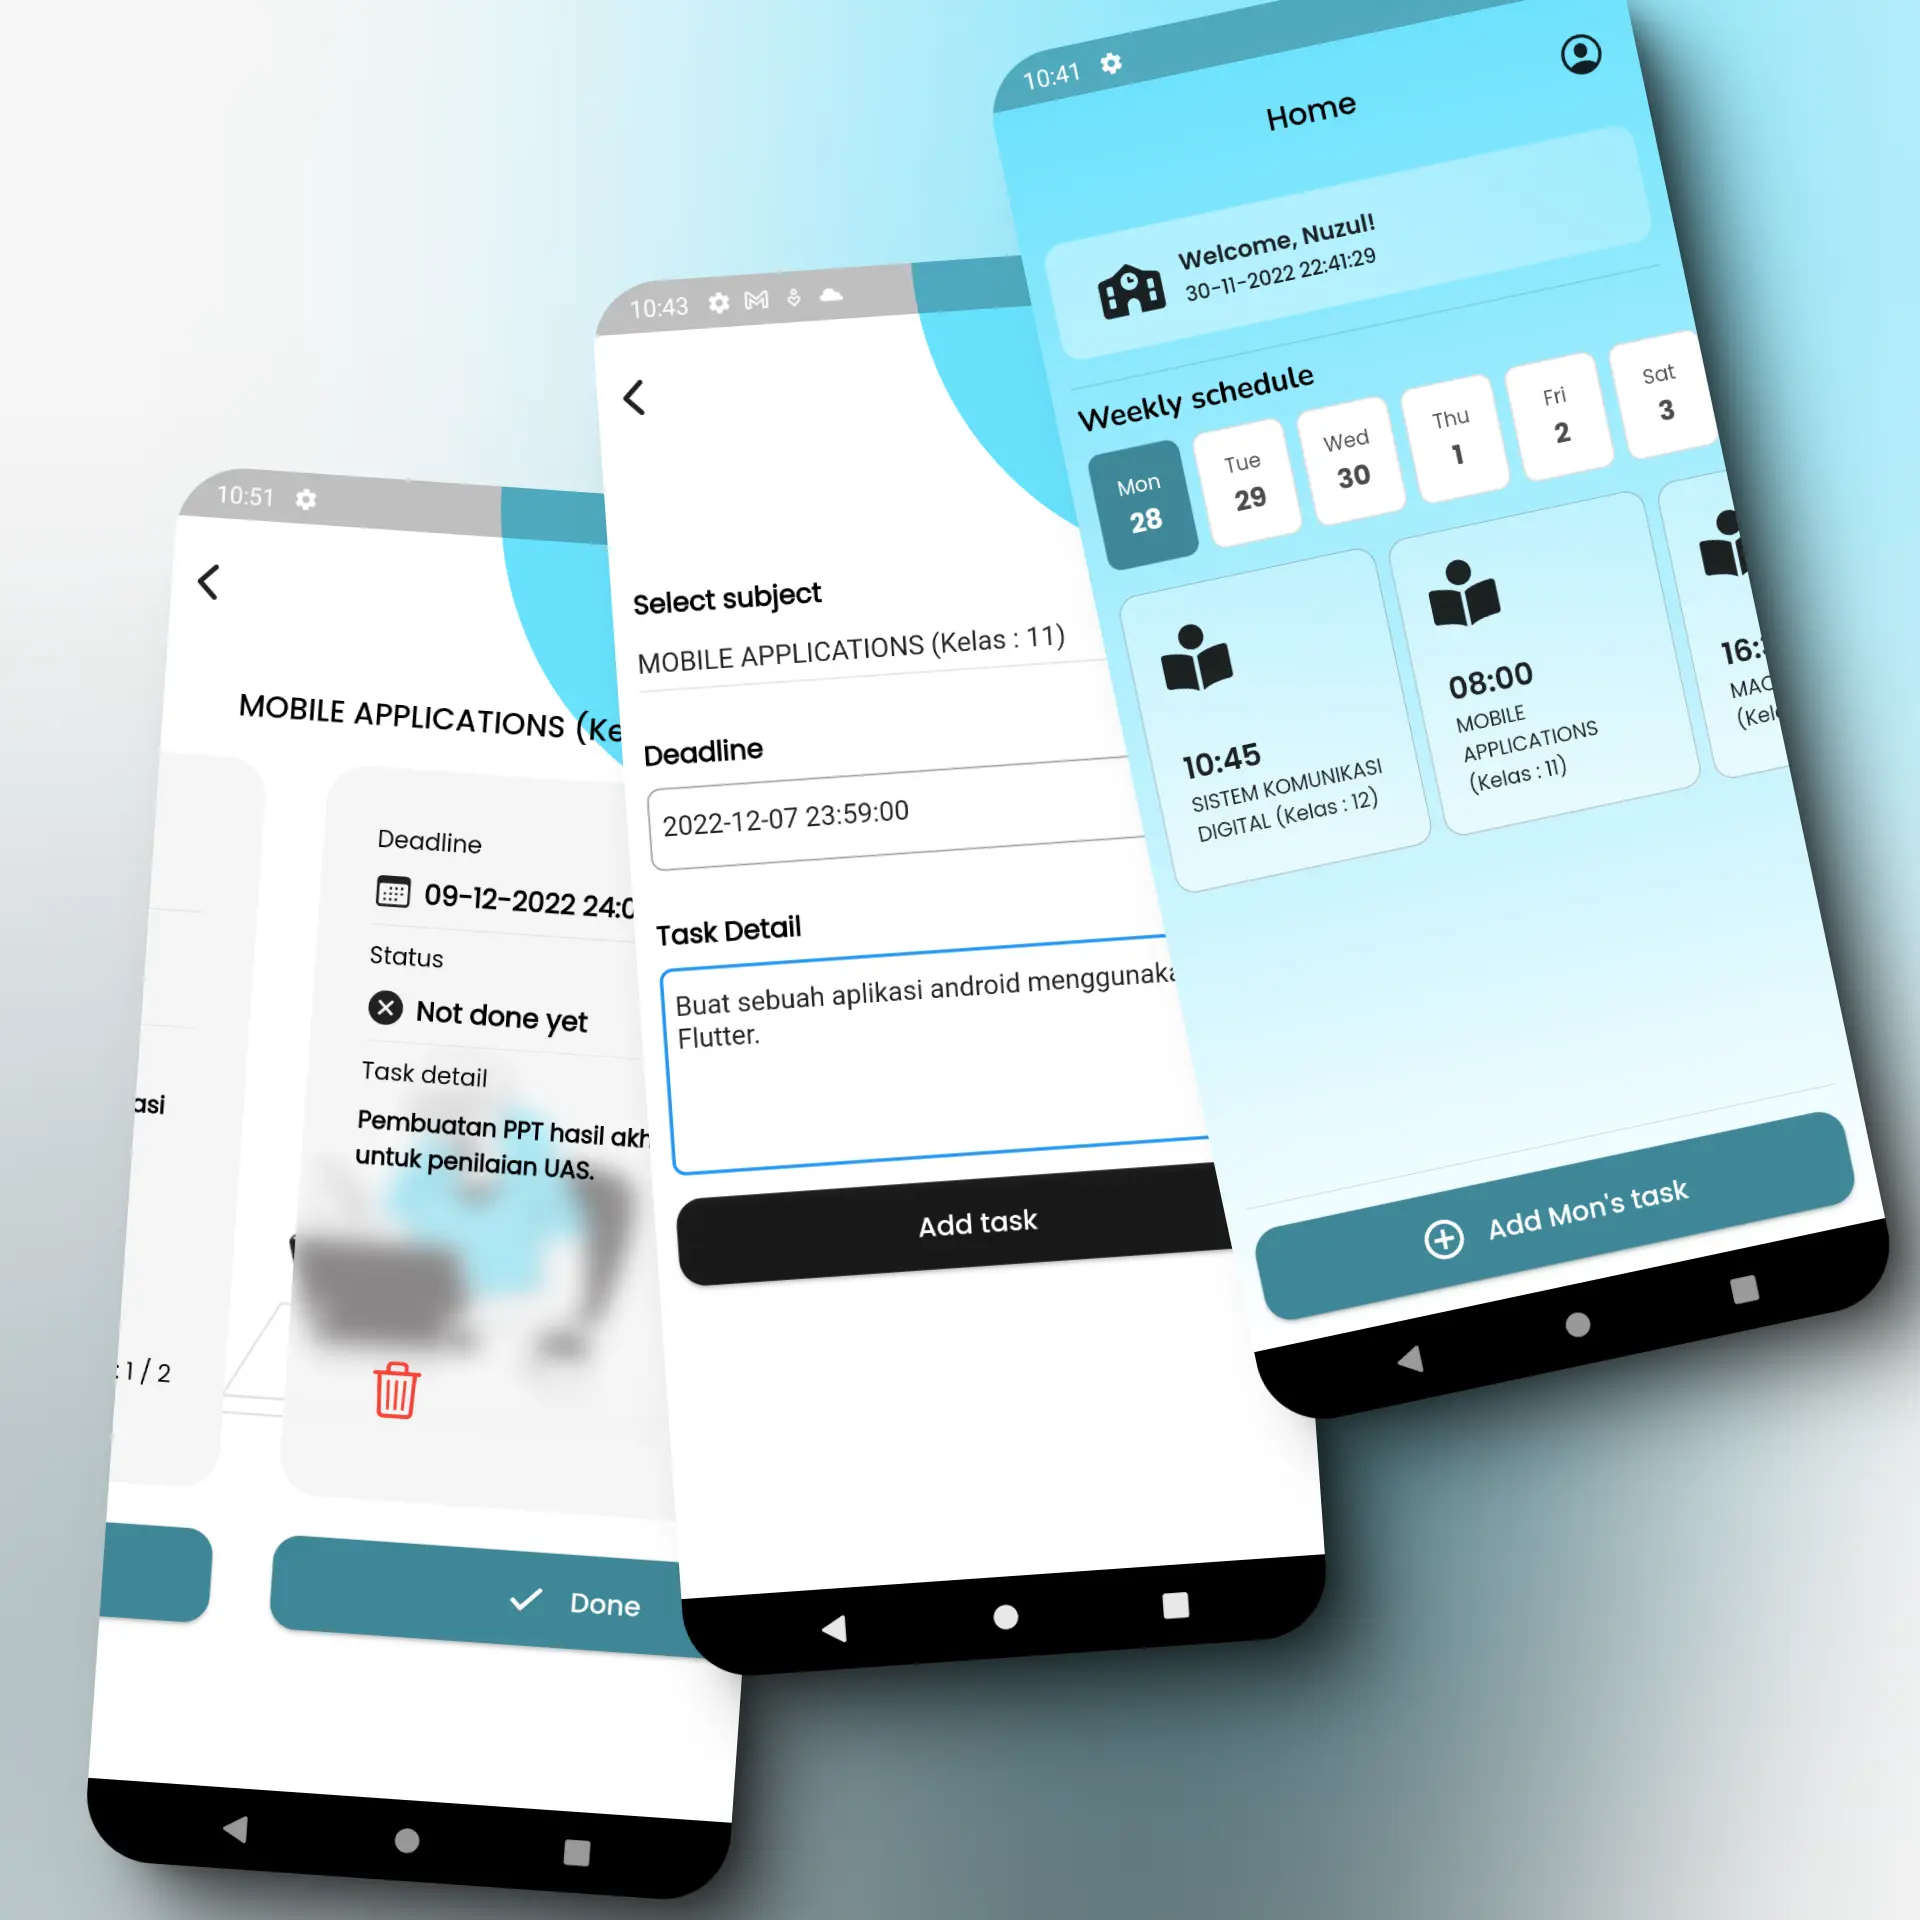 10:51
MOBILE APPLICATIONS (Ke
asi
: 1 / 2
Deadline
09-12-2022 24:0
Status
Not done yet
Task detail
Pembuatan PPT hasil akh
untuk penilaian UAS.
Done
10:43
Select subject
MOBILE APPLICATIONS (Kelas : 11)
Deadline
2022-12-07 23:59:00
Task Detail
Buat sebuah aplikasi android menggunaka
Flutter.
Add task
10:41
Home
Welcome, Nuzul!
30-11-2022 22:41:29
Weekly schedule
Mon Tue Wed Thu Fri Sat
28 29 30 1 2 3
10:45
SISTEM KOMUNIKASI
DIGITAL (Kelas : 12)
08:00
MOBILE
APPLICATIONS
(Kelas : 11)
16:
MAC
(Kel
Add Mon's task